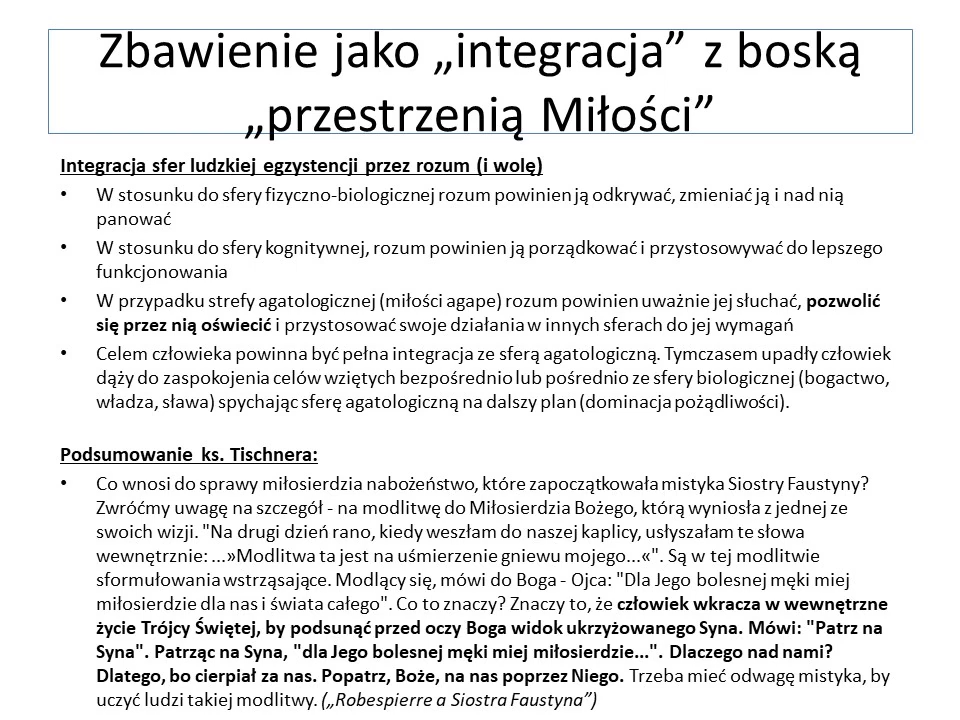 Zbawienie jako „integracja” z boską
„przestrzenią Miłości”
Integracja sfer ludzkiej egzystencji przez rozum (i wolę)
• W stosunku do sfery fizyczno-biologicznej rozum powinien ją odkrywać, zmieniać ją i nad nią
panować
• W stosunku do sfery kognitywnej, rozum powinien ją porządkować i przystosowywać do lepszego
funkcjonowania
• W przypadku strefy agatologicznej (miłości agape) rozum powinien uważnie jej słuchać, pozwolić
się przez nią oświecić i przystosować swoje działania w innych sferach do jej wymagań
• Celem człowieka powinna być pełna integracja ze sferą agatologiczną. Tymczasem upadły człowiek
dąży do zaspokojenia celów wziętych bezpośrednio lub pośrednio ze sfery biologicznej (bogactwo,
władza, sława) spychając sferę agatologiczną na dalszy plan (dominacja pożądliwości).
Podsumowanie ks. Tischnera:
• Co wnosi do sprawy miłosierdzia nabożeństwo, które zapoczątkowała mistyka Siostry Faustyny?
Zwróćmy uwagę na szczegół - na modlitwę do Miłosierdzia Bożego, którą wyniosła z jednej ze
swoich wizji. "Na drugi dzień rano, kiedy weszłam do naszej kaplicy, usłyszałam te słowa
wewnętrznie: ...»Modlitwa ta jest na uśmierzenie gniewu mojego...«". Są w tej modlitwie
sformułowania wstrząsające. Modlący się, mówi do Boga - Ojca: "Dla Jego bolesnej męki miej
miłosierdzie dla nas i świata całego". Co to znaczy? Znaczy to, że człowiek wkracza w wewnętrzne
życie Trójcy Świętej, by podsunąć przed oczy Boga widok ukrzyżowanego Syna. Mówi: "Patrz na
Syna". Patrząc na Syna, "dla Jego bolesnej męki miej miłosierdzie...". Dlaczego nad nami?
Dlatego, bo cierpiał za nas. Popatrz, Boże, na nas poprzez Niego. Trzeba mieć odwagę mistyka, by
uczyć ludzi takiej modlitwy. („Robespierre a Siostra Faustyna”)